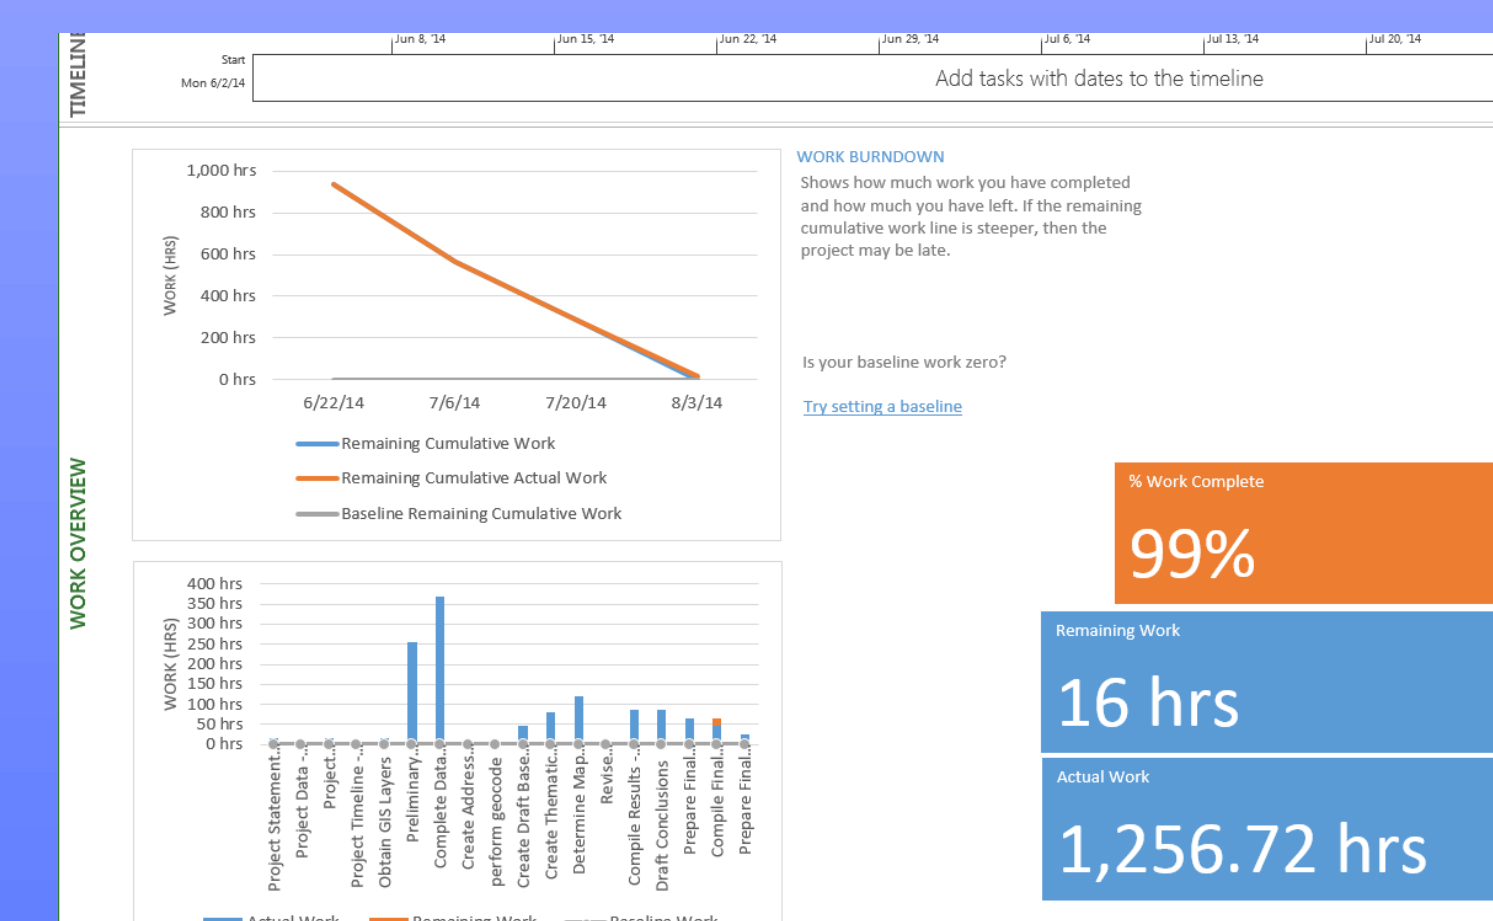 TIMELINE
Jun 8, '14
Jun 15, '14
Jun 22, '14
Jun 29, '14
Jul 6, '14
Jul 13, '14
Jul 20, '14
Start
Mon 6/2/14
Add tasks with dates to the timeline
WORK OVERVIEW
WORK (HRS)
1,000 hrs
800 hrs
600 hrs
400 hrs
200 hrs
0 hrs
6/22/14
7/6/14
7/20/14
8/3/14
Remaining Cumulative Work
Remaining Cumulative Actual Work
Baseline Remaining Cumulative Work
WORK BURNDOWN
Shows how much work you have completed
and how much you have left. If the remaining
cumulative work line is steeper, then the
project may be late.
Is your baseline work zero?
Try setting a baseline
% Work Complete
99%
Remaining Work
16 hrs
Actual Work
1,256.72 hrs
WORK (HRS)
400 hrs
350 hrs
300 hrs
250 hrs
200 hrs
150 hrs
100 hrs
50 hrs
0 hrs
Project Statement...
Project Data -...
Project...
Project Timeline -...
Obtain GIS Layers
Preliminary...
Complete Data...
Create Address...
perform geocode
Create Draft Base...
Create Thematic...
Determine Map...
Revise...
Compile Results -...
Draft Conclusions
Prepare Final...
Compile Final...
Prepare Final...
Actual Work
Remaining Work
Baseline Work